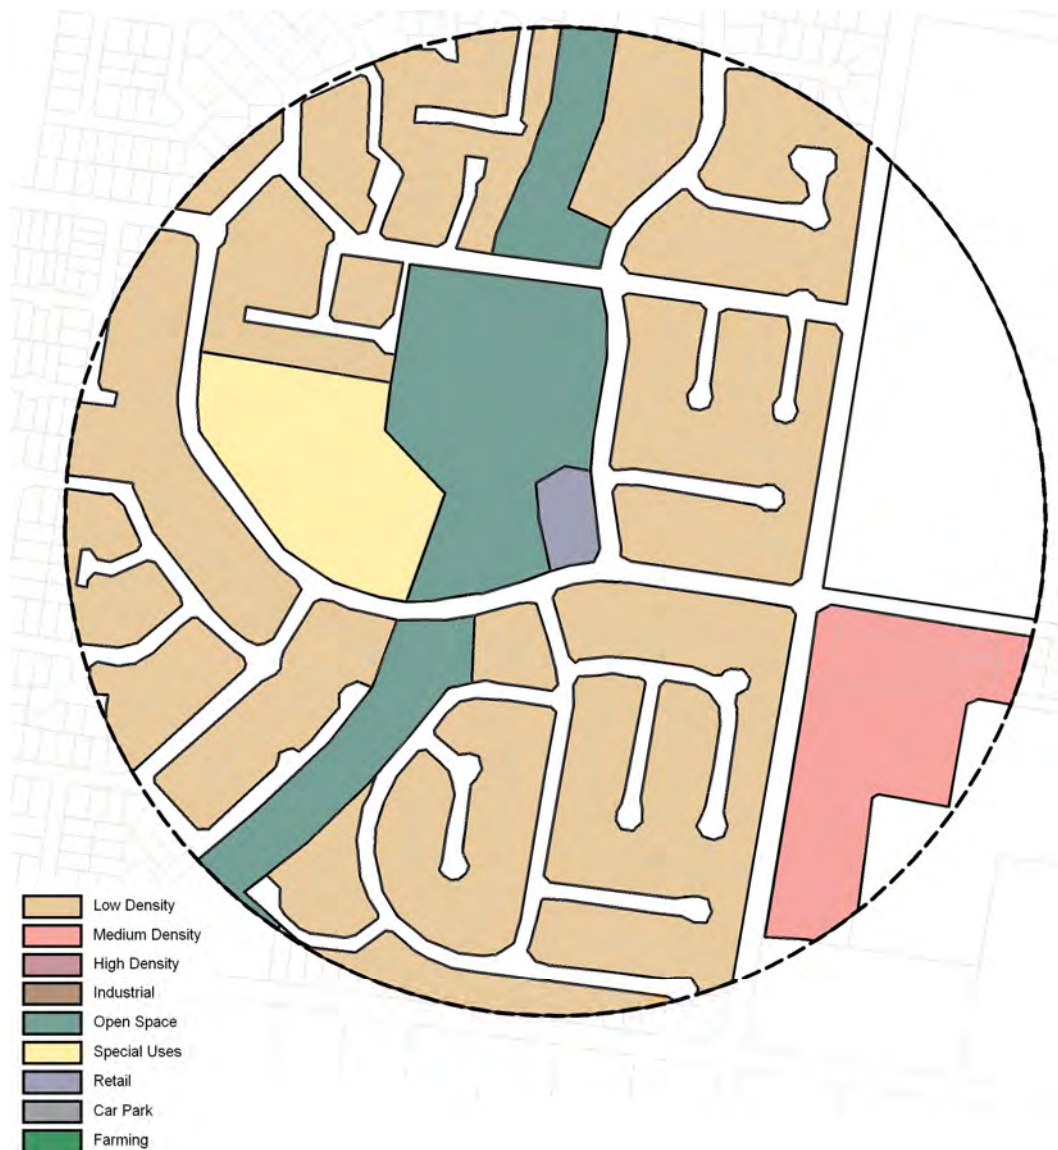 Low Density
Medium Density
High Density
Industrial
Open Space
Special Uses
Retail
Car Park
Farming